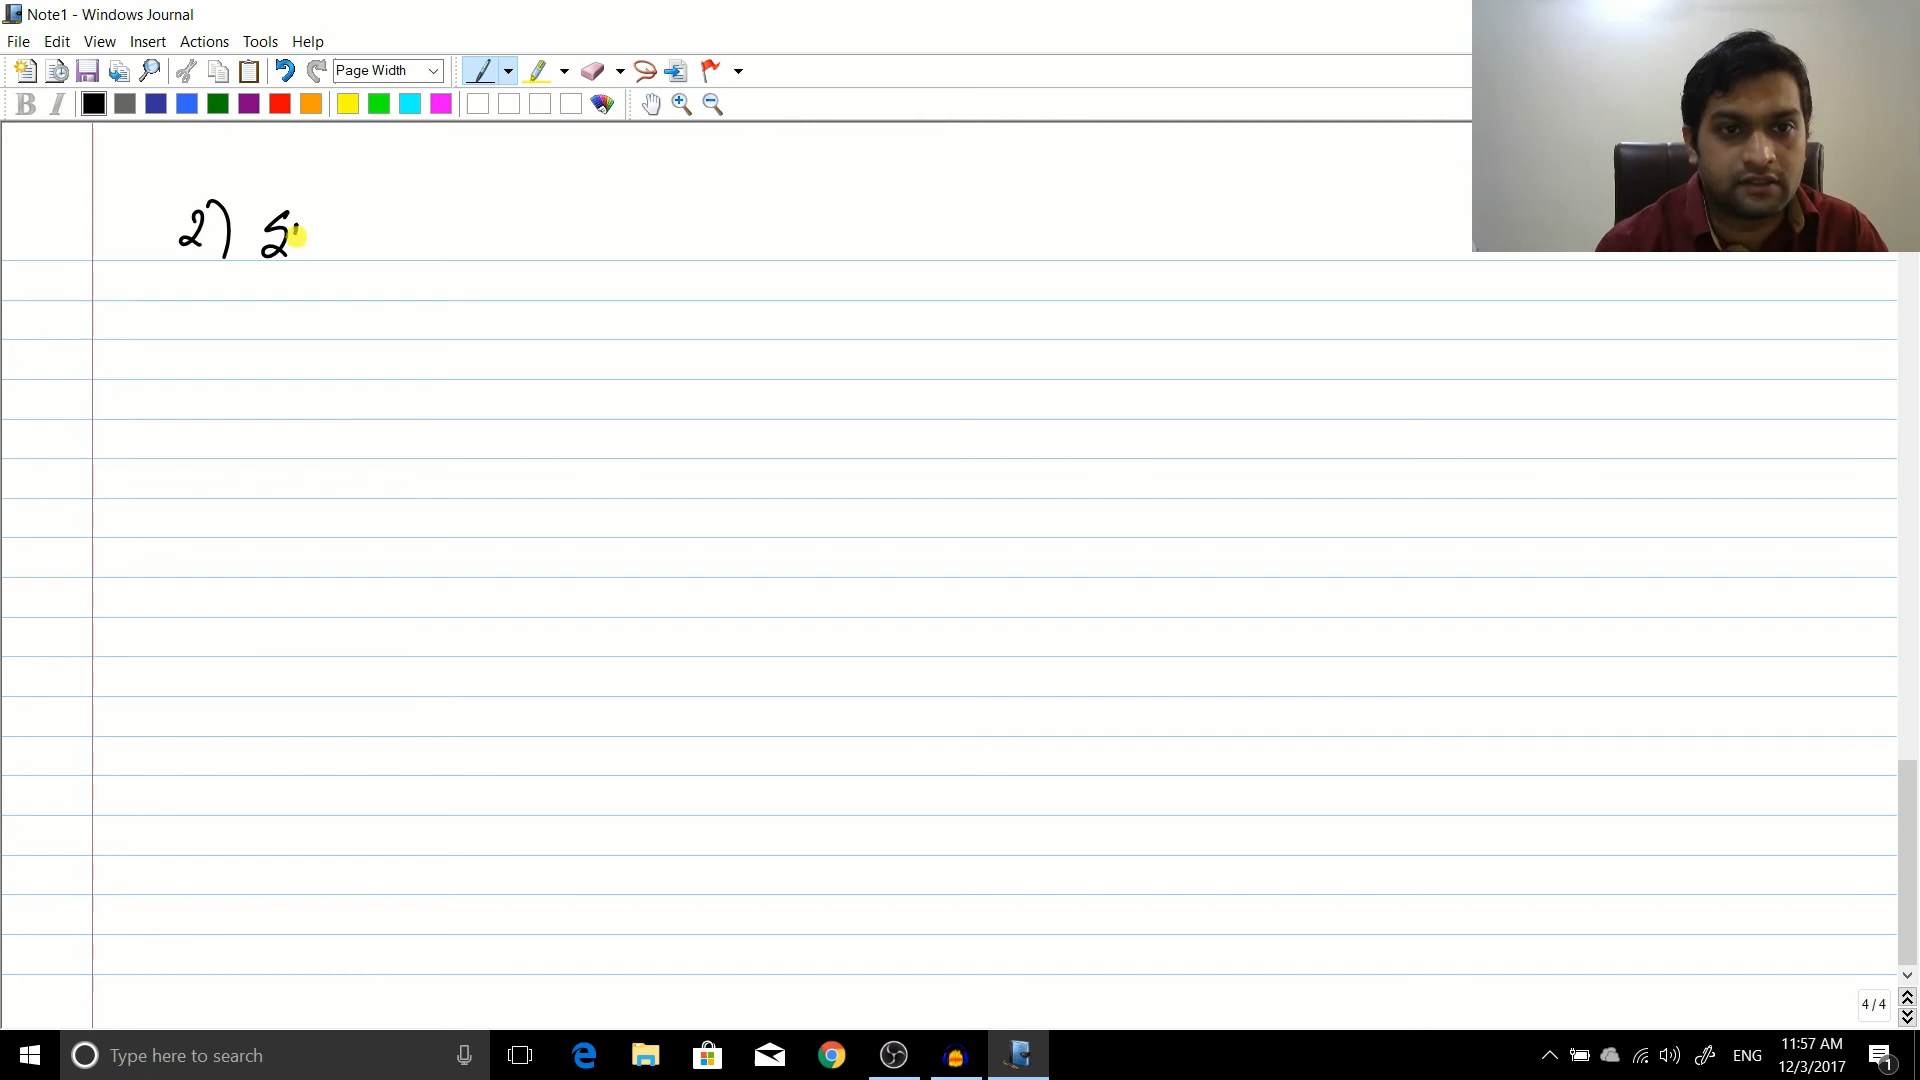 Note1 - Windows Journal
File Edit View Insert Actions Tools Help
Page Width
B I
2) S
4 / 4
Type here to search
ENG
11:57 AM
12/3/2017
1